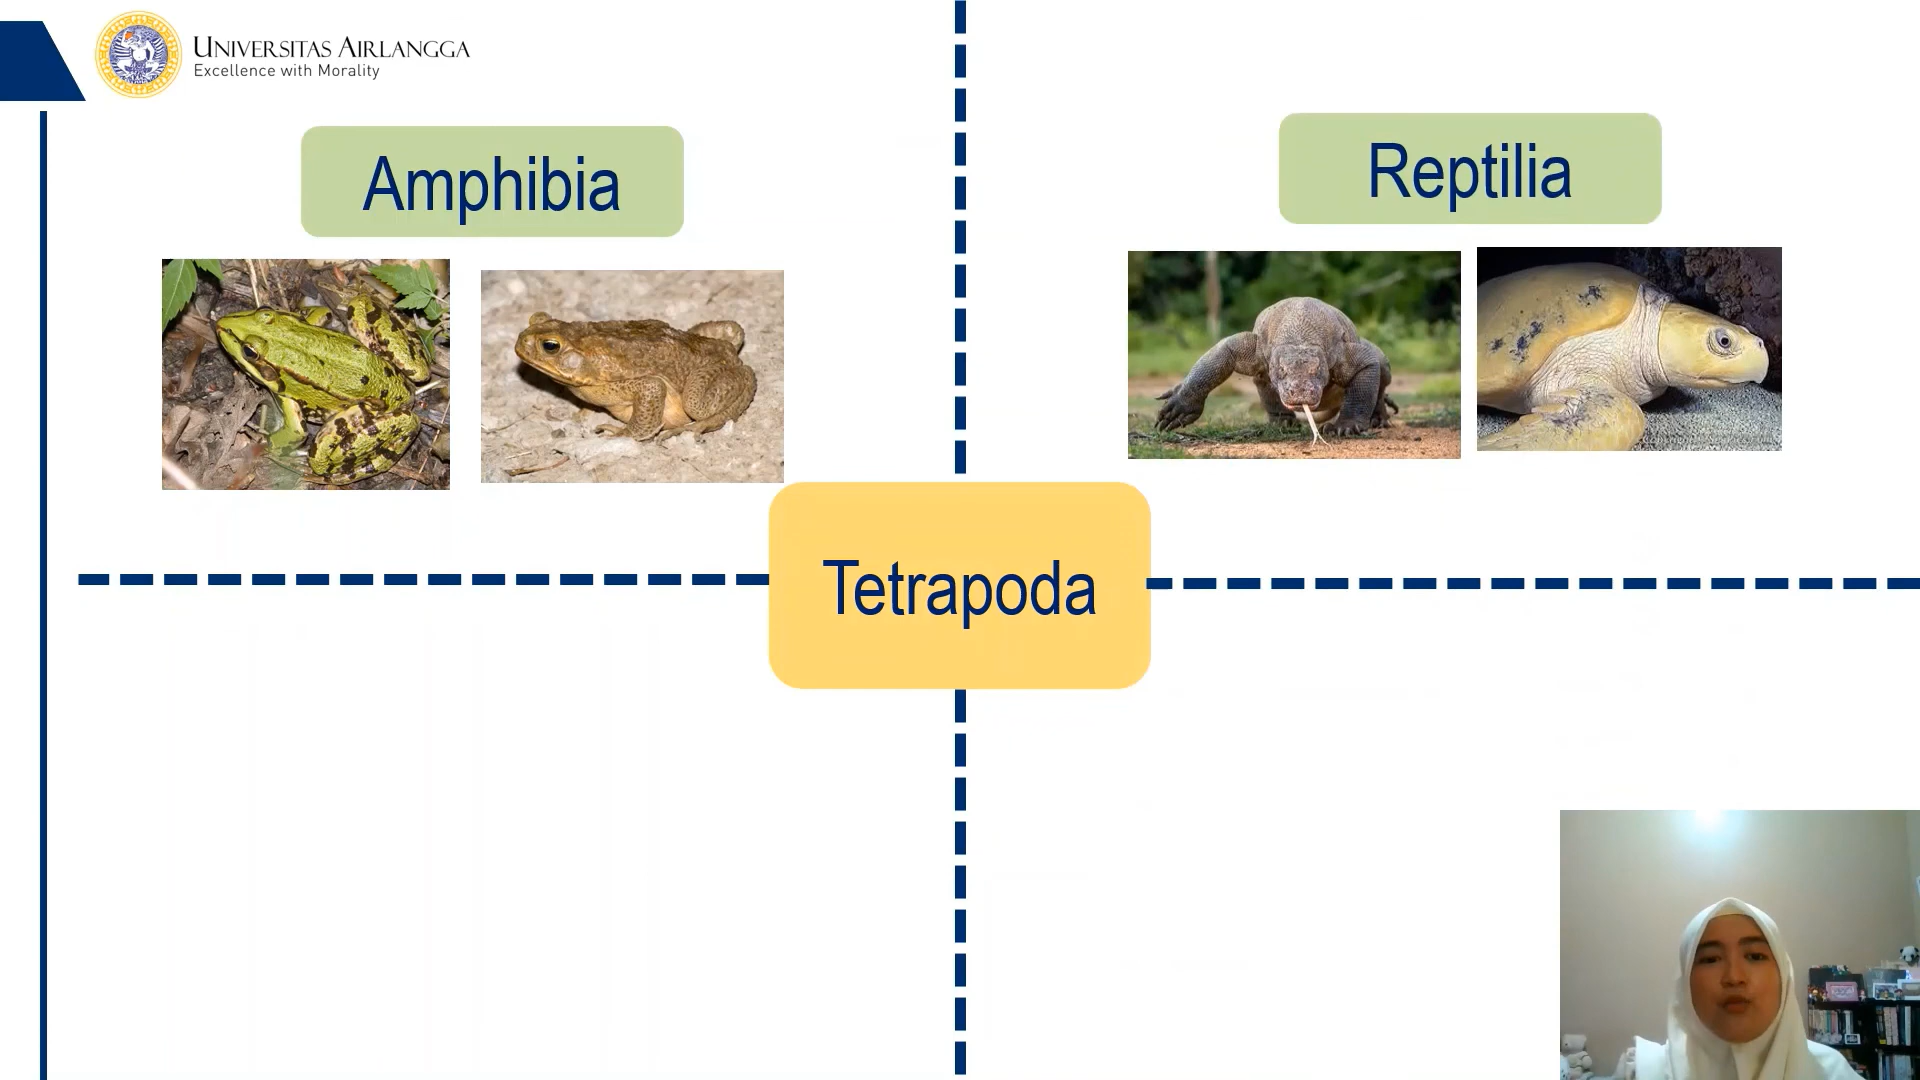 UNIVERSITAS AIRLANGGA
Excellence with Morality
Amphibia
Reptilia
Tetrapoda